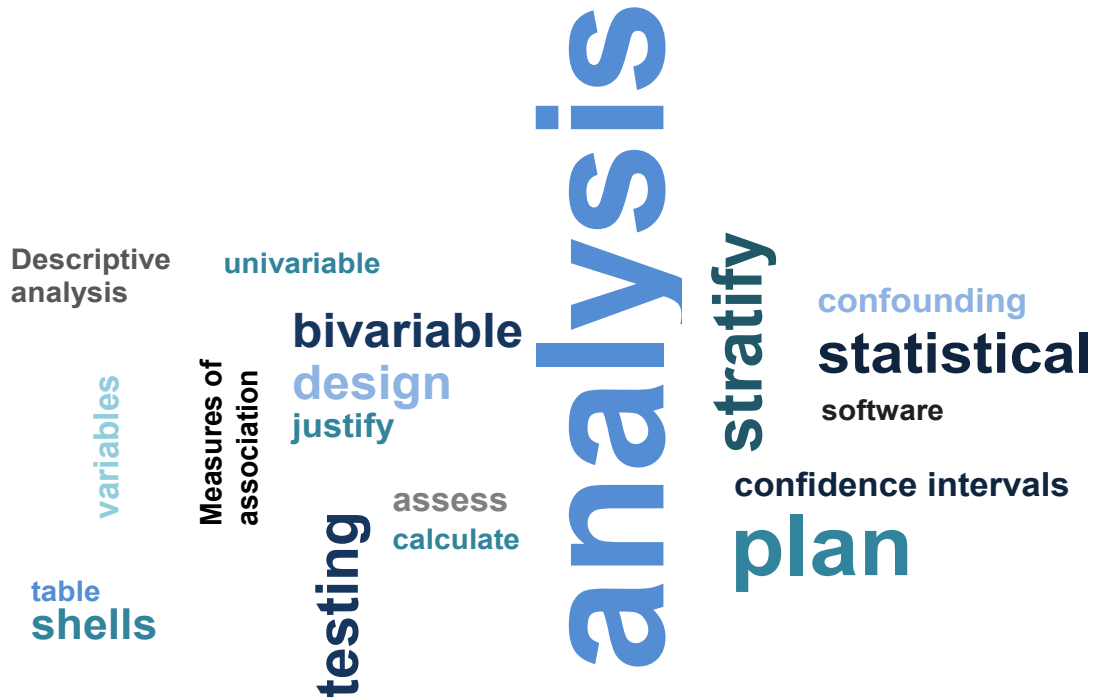 Descriptive
analysis
univariable
bivariable
design
justify
variables
Measures of
association
assess
calculate
testing
table
shells
analysis
stratify
confounding
statistical
software
confidence intervals
plan